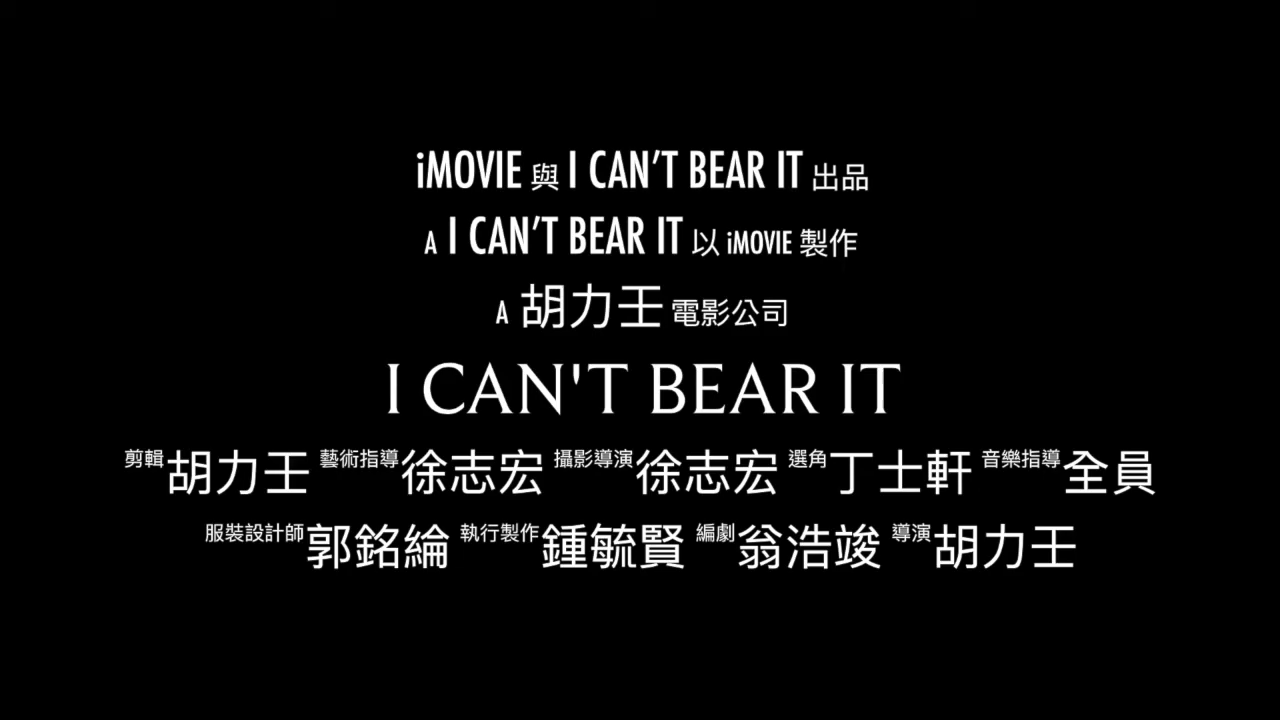 iMOVIE 與 I CAN’T BEAR IT 出品
A I CAN’T BEAR IT 以 iMOVIE 製作
A 胡力王 電影公司
I CAN'T BEAR IT
剪輯 胡力王 藝術指導 徐志宏 攝影導演 徐志宏 選角 丁士軒 音樂指導 全員
服裝設計師 郭銘綸 執行製作 鍾毓賢 編劇 翁浩竣 導演 胡力王